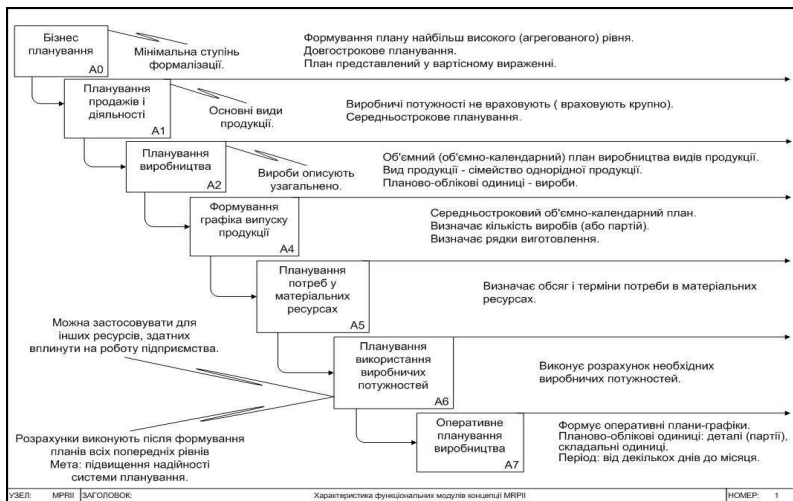 Бізнес
планування
A0
Мінімальна ступінь
формалізації.
Формування плану найбільш високого (агрегованого) рівня.
Довгострокове планування.
План представлений у вартісному вираженні.
Планування
продажів і
діяльності
A1
Основні види
продукції.
Виробничі потужності не враховують ( враховують крупно).
Середньострокове планування.
Планування
виробництва
A2
Вироби описують
узагальнено.
Об'ємний (об'ємно-календарний) план виробництва видів продукції.
Вид продукції - сімейство однорідної продукції.
Планово-облікові одиниці - вироби.
Формування
графіка випуску
продукції
A4
Середньостроковий об'ємно-календарний план.
Визначає кількість виробів (або партій).
Визначає рядки виготовлення.
Планування
потреб у
матеріальних
ресурсах
A5
Визначає обсяг і терміни потреби в матеріальних
ресурсах.
Можна застосовувати для
інших ресурсів, здатних
вплинути на роботу підприємства.
Планування
використання
виробничих
потужностей
A6
Виконує розрахунок необхідних
виробничих потужностей.
Розрахунки виконують після формування
планів всіх попередніх рівнів
Мета: підвищення надійності
системи планування.
Оперативне
планування
виробництва
A7
Формує оперативні плани-графіки.
Планово-облікові одиниці: деталі (партії),
складальні одиниці.
Період: від декількох днів до місяця.
УЗЕЛ: MPRII ЗАГОЛОВОК: Характеристика функціональних модулів концепції MRPII НОМЕР: 1